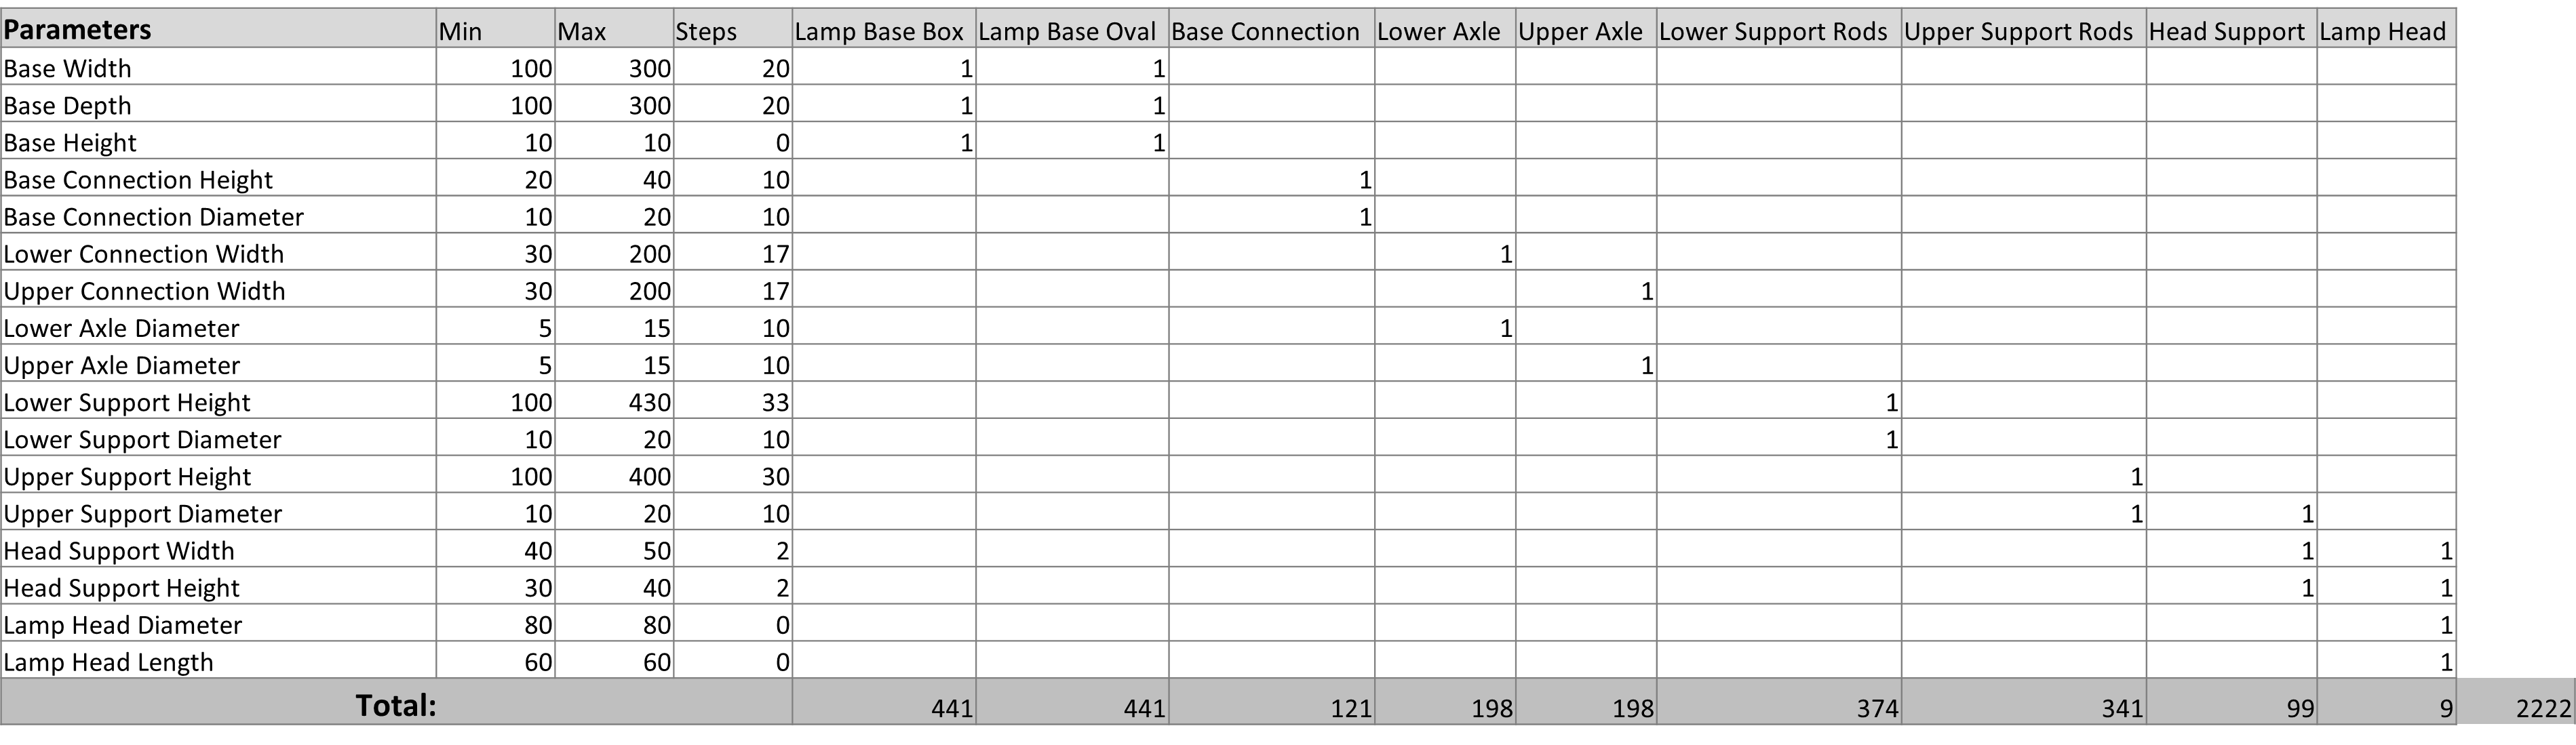 Parameters Min Max Steps Lamp Base Box Lamp Base Oval Base Connection Lower Axle Upper Axle Lower Support Rods Upper Support Rods Head Support Lamp Head
Base Width 100 300 20 1 1
Base Depth 100 300 20 1 1
Base Height 10 10 0 1 1
Base Connection Height 20 40 10 1
Base Connection Diameter 10 20 10 1
Lower Connection Width 30 200 17 1
Upper Connection Width 30 200 17 1
Lower Axle Diameter 5 15 10 1
Upper Axle Diameter 5 15 10 1
Lower Support Height 100 430 33 1
Lower Support Diameter 10 20 10 1
Upper Support Height 100 400 30 1
Upper Support Diameter 10 20 10 1 1
Head Support Width 40 50 2 1 1
Head Support Height 30 40 2 1 1
Lamp Head Diameter 80 80 0 1
Lamp Head Length 60 60 0 1
Total: 441 441 121 198 198 374 341 99 9 2222